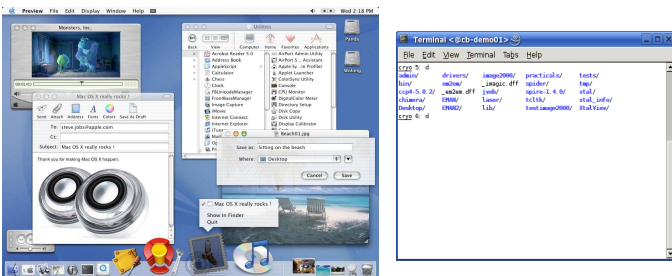 Preview File Edit Display Window Help
Wed 2:18 PM
Monsters, Inc.
Utilities
Back View Computer Home Favorites Applications
Acrobat Reader 5.0
Address Book
AppleScript
Calculator
Chess
Clock
FrontBaseManager
Image Capture
iMovie
Internet Connect
Internet Explorer
AirPort Admin Utility
AirPort S... Assistant
Apple Sy...m Profiler
Applet Launcher
ColorSync Utility
Console
CPU Monitor
DigitalColor Meter
Directory Setup
Disk Copy
Disk Utility
Display Calibrator
Panda
Writing
Mac OS X really rocks !
Send Attach Address Fonts Colors Save As Draft
To: steve.jobs@apple.com
Cc:
Subject: Mac OS X really rocks !
Thank you for making Mac OS X happen.
Beach01.jpg
Save as: Sitting on the beach
Where: Desktop
Cancel Save
Mac OS X really rocks !
Show In Finder
Quit
Terminal <@cb-demo01>
File Edit View Terminal Tabs Help
cryo 5: d
admin/ drivers/ image2000/ practicals/ tests/
bin/ em2em/ _imagic.dff spider/ tmp/
ccp4-5.0.2/ _em2em.dff jweb/ spire-1.4.0/ xtal/
chimera/ EMAN/ laser/ tcltk/ xtal_info/
Desktop/ EMAN2/ lib/ testimage2000/ XtalView/
cryo 6: d